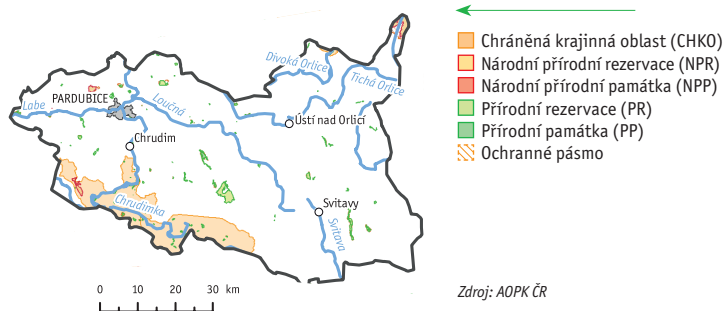 Divoká Orlice
Tichá Orlice
PARDUBICE
Labe
Loučná
Ústí nad Orlicí
Chrudim
Chrudimka
Svitavy
Svitava
0 10 20 30 km
Chráněná krajinná oblast (CHKO)
Národní přírodní rezervace (NPR)
Národní přírodní památka (NPP)
Přírodní rezervace (PR)
Přírodní památka (PP)
Ochranné pásmo
Zdroj: AOPK ČR